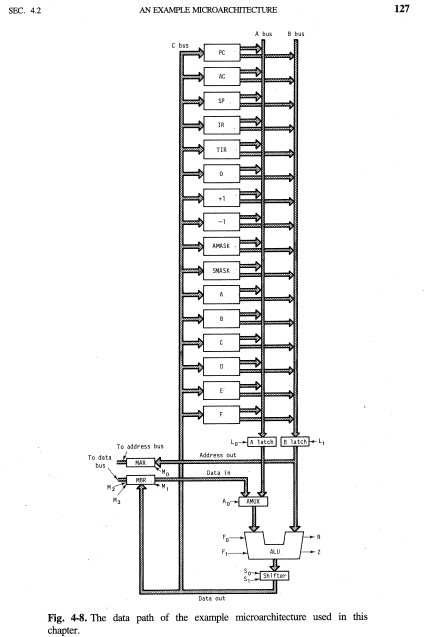 SEC. 4.2 AN EXAMPLE MICROARCHITECTURE 127
A bus B bus
C bus
PC
AC
SP
IR
TIR
0
+1
−1
AMASK
SMASK
A
B
C
D
E
F
L0 A latch B latch L1
To address bus
Address out
To data bus
MAR
M0
Data in
MBR
M1
M2
M3
A0 AMUX
F0 N
F1 ALU Z
S0
S1 Shifter
Data out
Fig. 4-8. The data path of the example microarchitecture used in this
chapter.